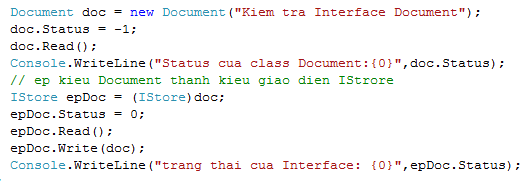 Document doc = new Document("Kiem tra Interface Document");
doc.Status = -1;
doc.Read();
Console.WriteLine("Status cua class Document:{0}",doc.Status);
// ep kieu Document thanh kieu giao dien IStrore
IStore epDoc = (IStore)doc;
epDoc.Status = 0;
epDoc.Read();
epDoc.Write(doc);
Console.WriteLine("trang thai cua Interface: {0}",epDoc.Status);